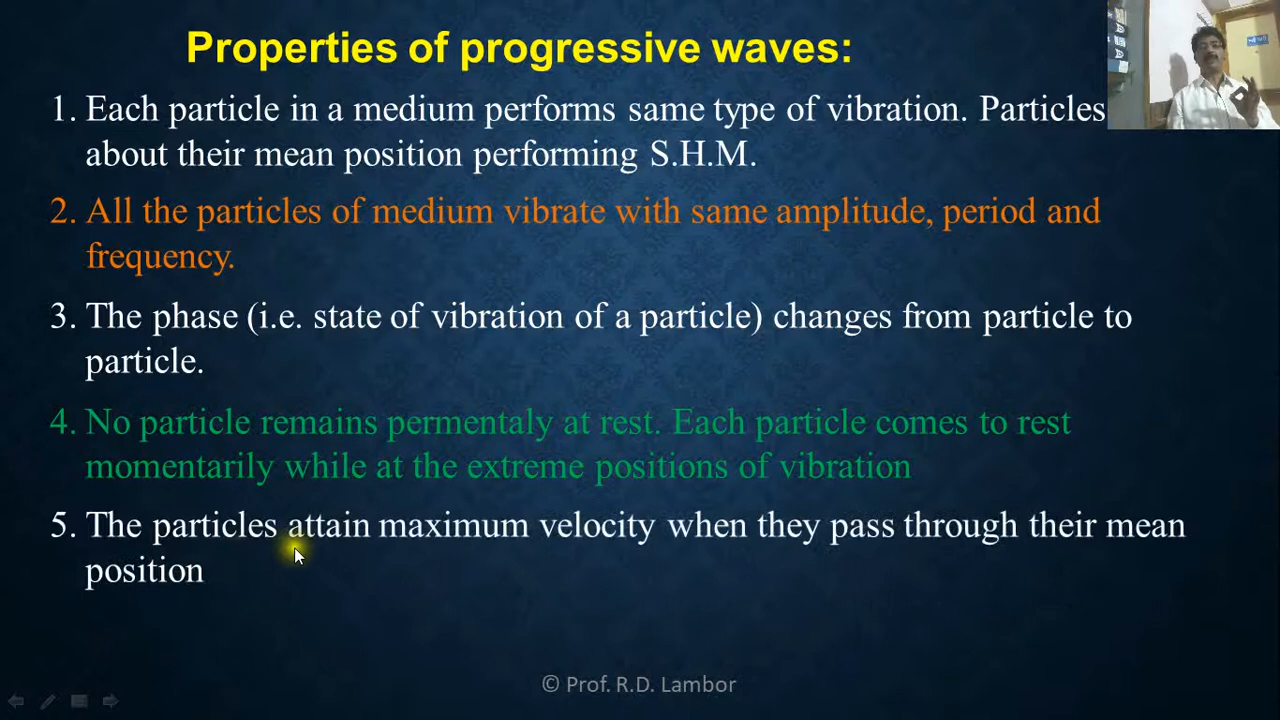 Properties of progressive waves:
1. Each particle in a medium performs same type of vibration. Particles
about their mean position performing S.H.M.
2. All the particles of medium vibrate with same amplitude, period and
frequency.
3. The phase (i.e. state of vibration of a particle) changes from particle to
particle.
4. No particle remains permentaly at rest. Each particle comes to rest
momentarily while at the extreme positions of vibration
5. The particles attain maximum velocity when they pass through their mean
position
© Prof. R.D. Lambor